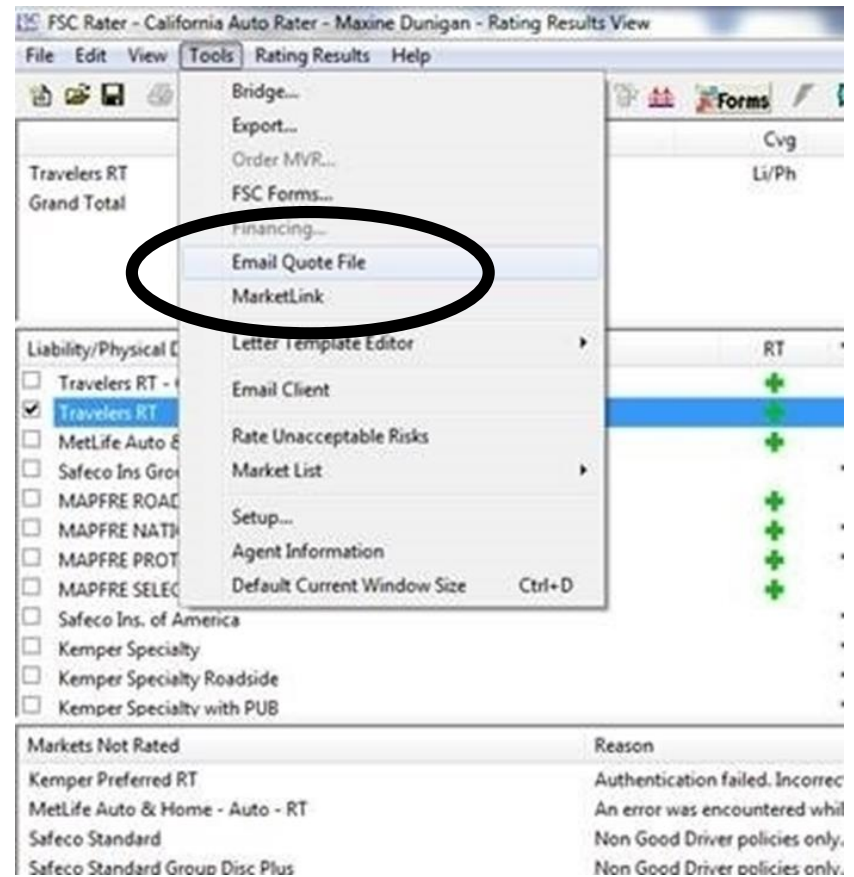 FSC Rater - California Auto Rater - Maxine Dunigan - Rating Results View
File Edit View Tools Rating Results Help
Forms
Bridge...
Export...
Order MVR...
FSC Forms...
Financing...
Email Quote File
MarketLink
Letter Template Editor
Email Client
Rate Unacceptable Risks
Market List
Setup...
Agent Information
Default Current Window Size Ctrl+D
Cvg
Travelers RT Li/Ph
Grand Total
Liability/Physical D RT
Travelers RT -
Travelers RT
MetLife Auto &
Safeco Ins Gro
MAPFRE ROAD
MAPFRE NATI
MAPFRE PROT
MAPFRE SELEC
Safeco Ins. of America
Kemper Specialty
Kemper Specialty Roadside
Kemper Specialty with PUB
Markets Not Rated Reason
Kemper Preferred RT Authentication failed. Incorrec
MetLife Auto & Home - Auto - RT An error was encountered whil
Safeco Standard Non Good Driver policies only.
Safeco Standard Group Disc Plus Non Good Driver policies only.